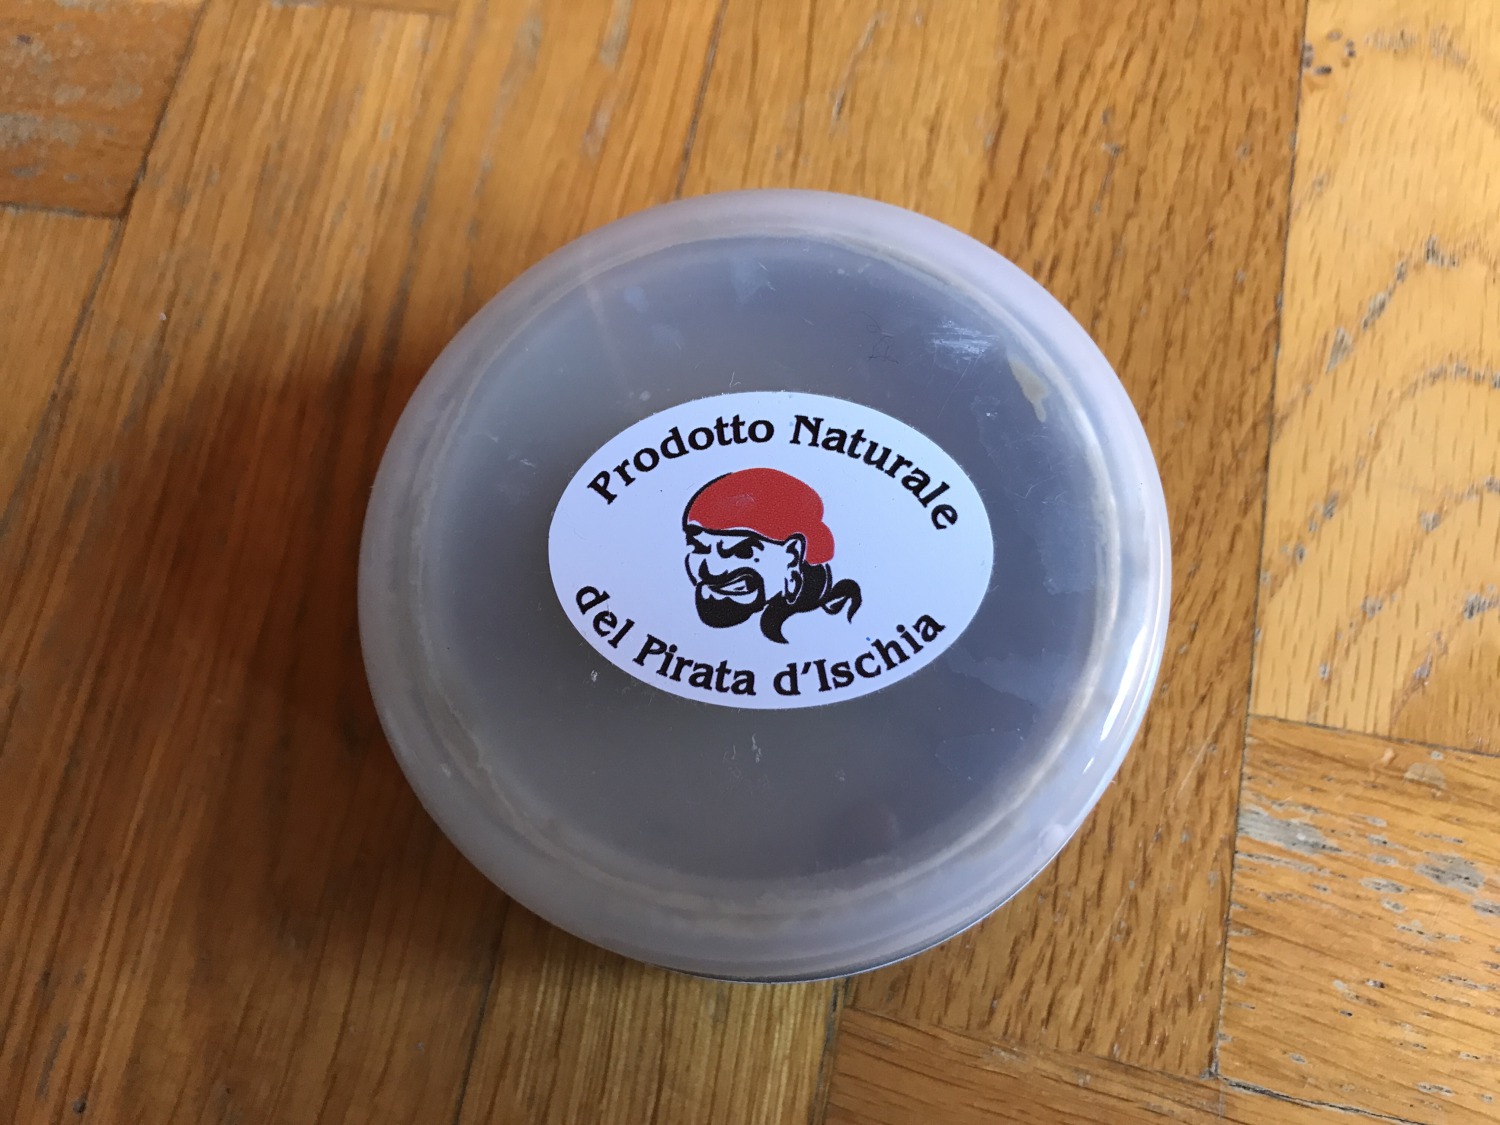 Prodotto Naturale
del Pirata d'Ischia